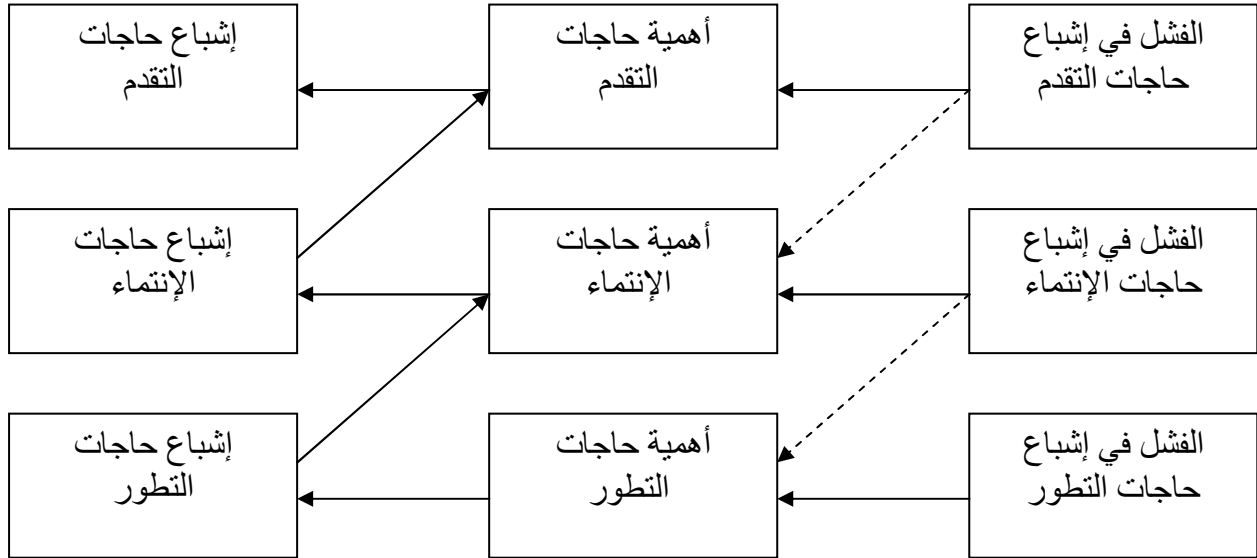 الفشل في إشباع
حاجات التقدم
أهمية حاجات
التقدم
إشباع حاجات
التقدم
الفشل في إشباع
حاجات الإنتماء
أهمية حاجات
الإنتماء
إشباع حاجات
الإنتماء
الفشل في إشباع
حاجات التطور
أهمية حاجات
التطور
إشباع حاجات
التطور